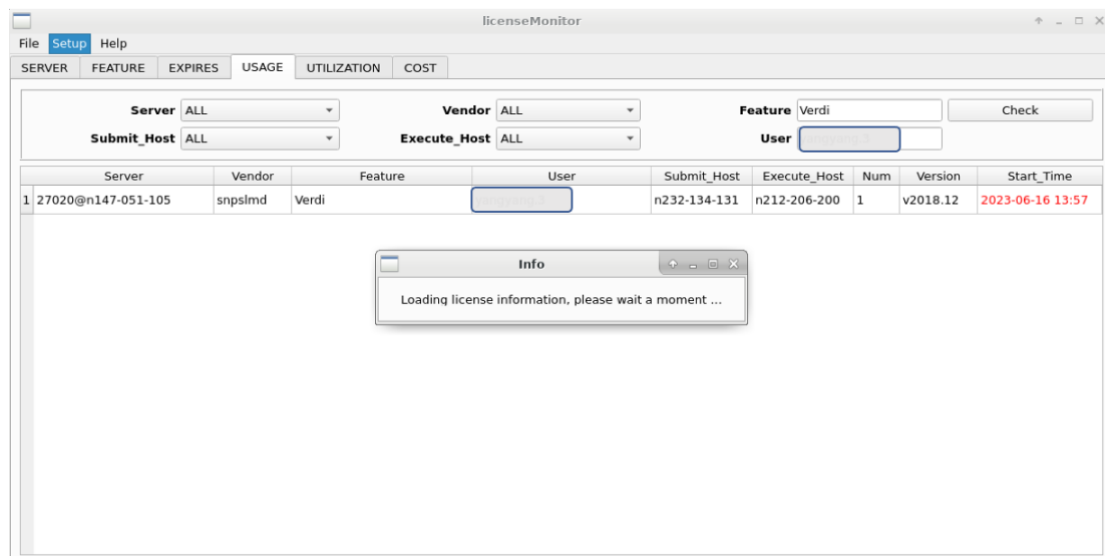 licenseMonitor
File Setup Help
SERVER FEATURE EXPIRES USAGE UTILIZATION COST
Server ALL Vendor ALL Feature Verdi Check
Submit_Host ALL Execute_Host ALL User
Server Vendor Feature User Submit_Host Execute_Host Num Version Start_Time
1 27020@n147-051-105 snpslmd Verdi n232-134-131 n212-206-200 1 v2018.12 2023-06-16 13:57
Info
Loading license information, please wait a moment ...